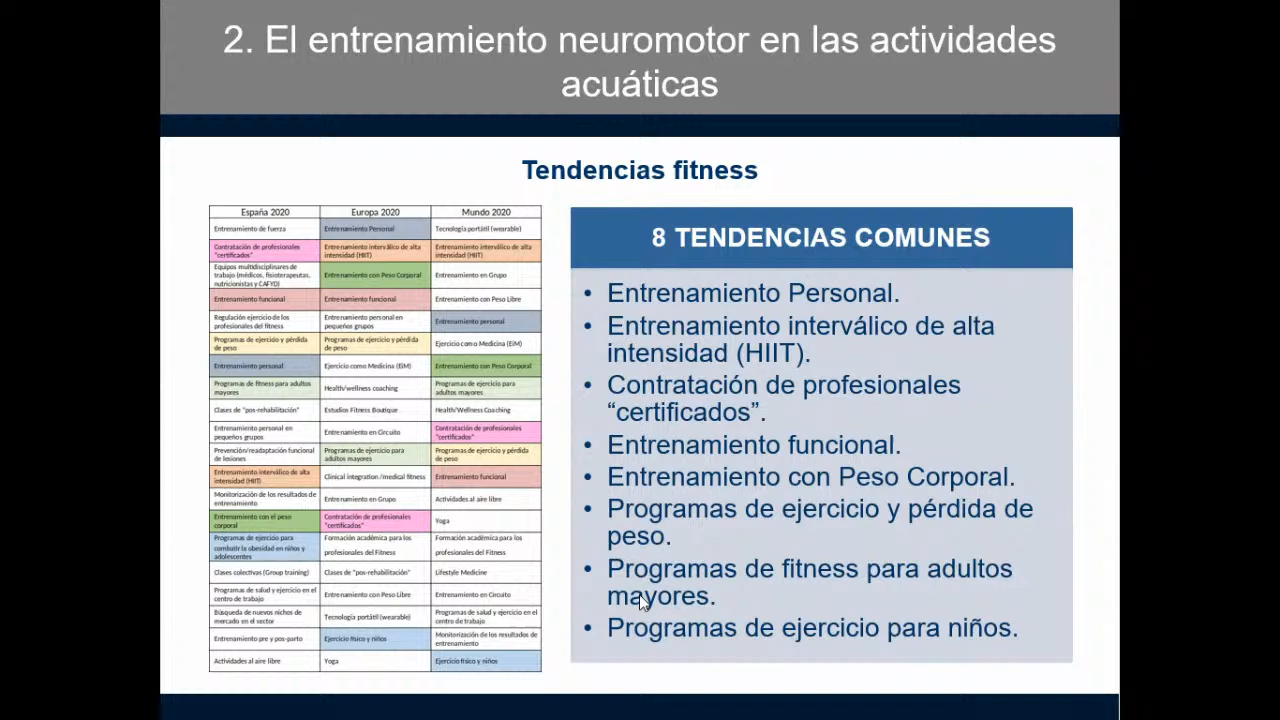 2. El entrenamiento neuromotor en las actividades
acuáticas
Tendencias fitness
España 2020 Europa 2020 Mundo 2020
Entrenamiento de fuerza Entrenamiento Personal Tecnología portátil (wearable)
Contratación de profesionales Entrenamiento interválico de alta Entrenamiento interválico de alta
"certificados" intensidad (HIIT) intensidad (HIIT)
Equipos multidisciplinares de
trabajo (médicos, fisioterapeutas, Entrenamiento con Peso Corporal Entrenamiento en Grupo
nutricionistas y CAFYD)
Entrenamiento funcional Entrenamiento funcional Entrenamiento con Peso Libre
Regulación ejercicio de los Entrenamiento personal en Entrenamiento personal
profesionales del fitness pequeños grupos
Programas de ejercicio y pérdida Programas de ejercicio y pérdida Ejercicio como Medicina (EiM)
de peso de peso
Entrenamiento personal Ejercicio como Medicina (EiM) Entrenamiento con Peso Corporal
Programas de fitness para adultos Health/wellness coaching Programas de ejercicio para
mayores adultos mayores
Clases de "pos-rehabilitación" Estudios Fitness Boutique Health/Wellness Coaching
Entrenamiento personal en Entrenamiento en Circuito Contratación de profesionales
pequeños grupos "certificados"
Prevención/readaptación funcional Programas de ejercicio para Programas de ejercicio y pérdida
de lesiones adultos mayores de peso
Entrenamiento interválico de alta Clinical integration /medical fitness Entrenamiento funcional
intensidad (HIIT)
Monitorización de los resultados de Entrenamiento en Grupo Actividades al aire libre
entrenamiento
Entrenamiento con el peso Contratación de profesionales Yoga
corporal "certificados"
Programas de ejercicio para Formación académica para los Formación académica para los
combatir la obesidad en niños y profesionales del Fitness profesionales del Fitness
adolescentes
Clases colectivas (Group training) Clases de "pos-rehabilitación" Lifestyle Medicine
Programas de salud y ejercicio en el Entrenamiento con Peso Libre Entrenamiento en Circuito
centro de trabajo
Búsqueda de nuevos nichos de Tecnología portátil (wearable) Programas de salud y ejercicio en el
mercado en el sector centro de trabajo
Entrenamiento pre y pos-parto Ejercicio físico y niños Monitorización de los resultados de
entrenamiento
Actividades al aire libre Yoga Ejercicio físico y niños
8 TENDENCIAS COMUNES
• Entrenamiento Personal.
• Entrenamiento interválico de alta
intensidad (HIIT).
• Contratación de profesionales
“certificados”.
• Entrenamiento funcional.
• Entrenamiento con Peso Corporal.
• Programas de ejercicio y pérdida de
peso.
• Programas de fitness para adultos
mayores.
• Programas de ejercicio para niños.